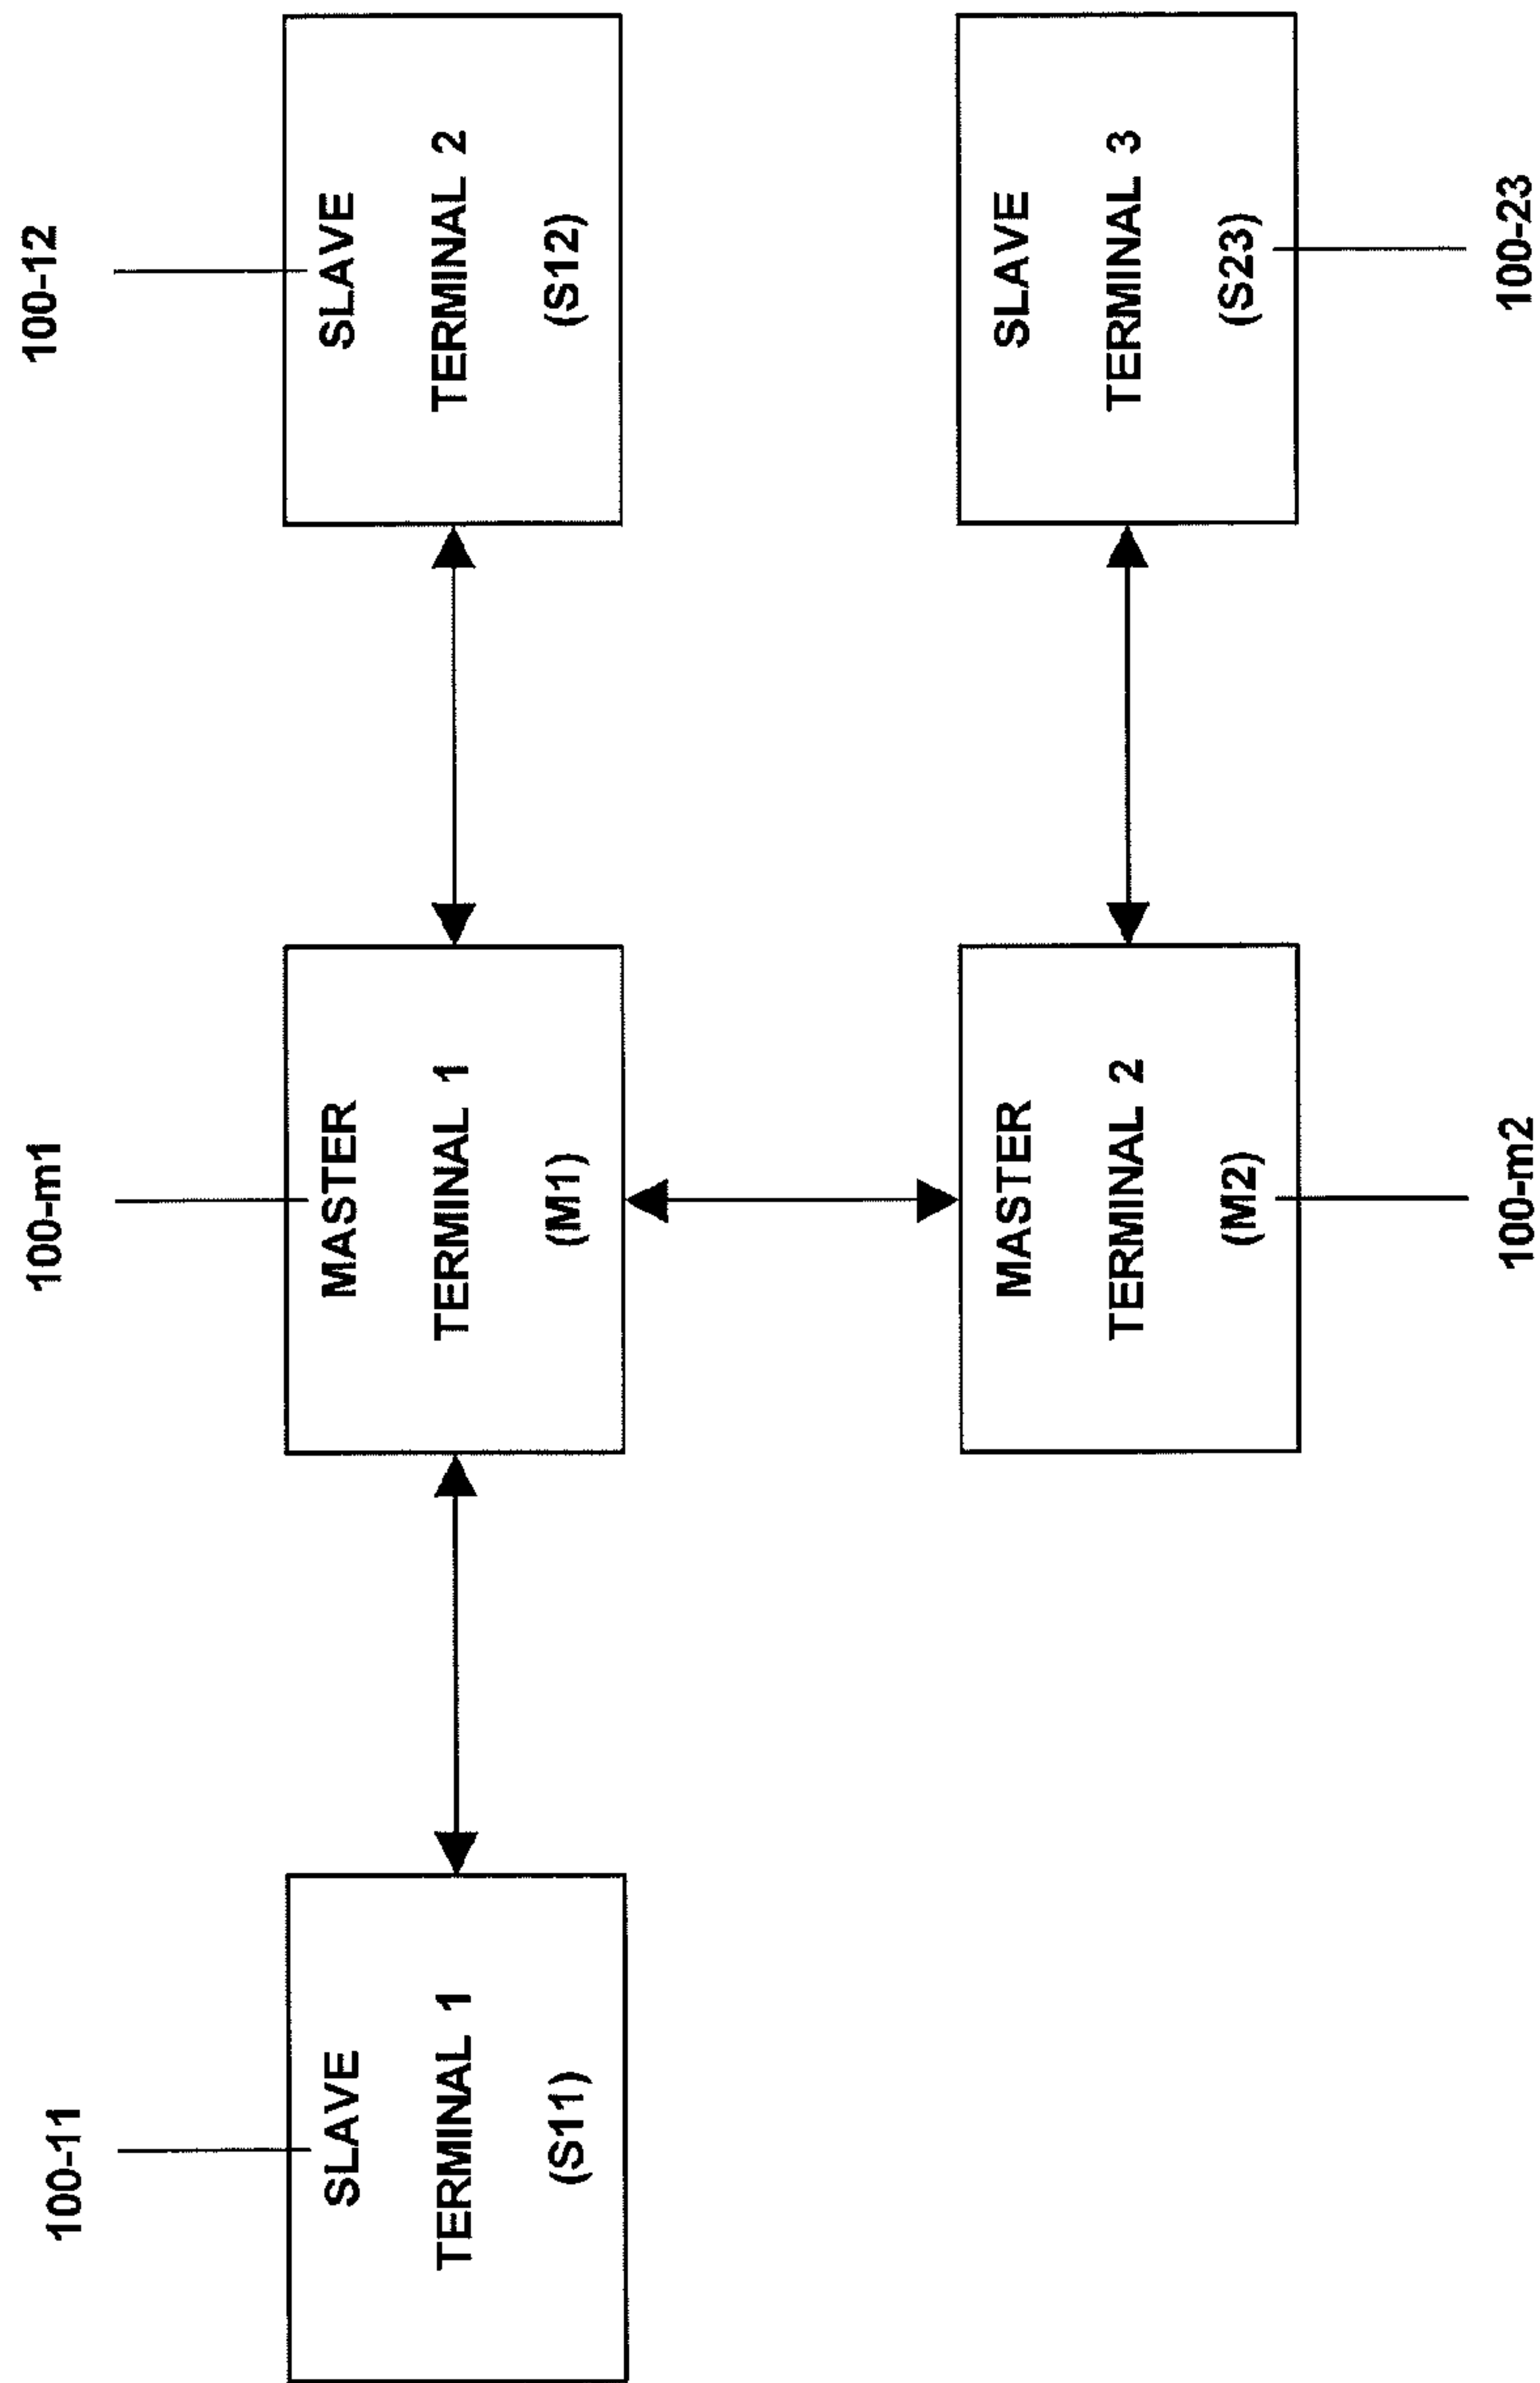 100-11
100-m1
100-12
SLAVE
TERMINAL 1
(S11)
MASTER
TERMINAL 1
(M1)
SLAVE
TERMINAL 2
(S12)
MASTER
TERMINAL 2
(M2)
SLAVE
TERMINAL 3
(S23)
100-m2
100-23